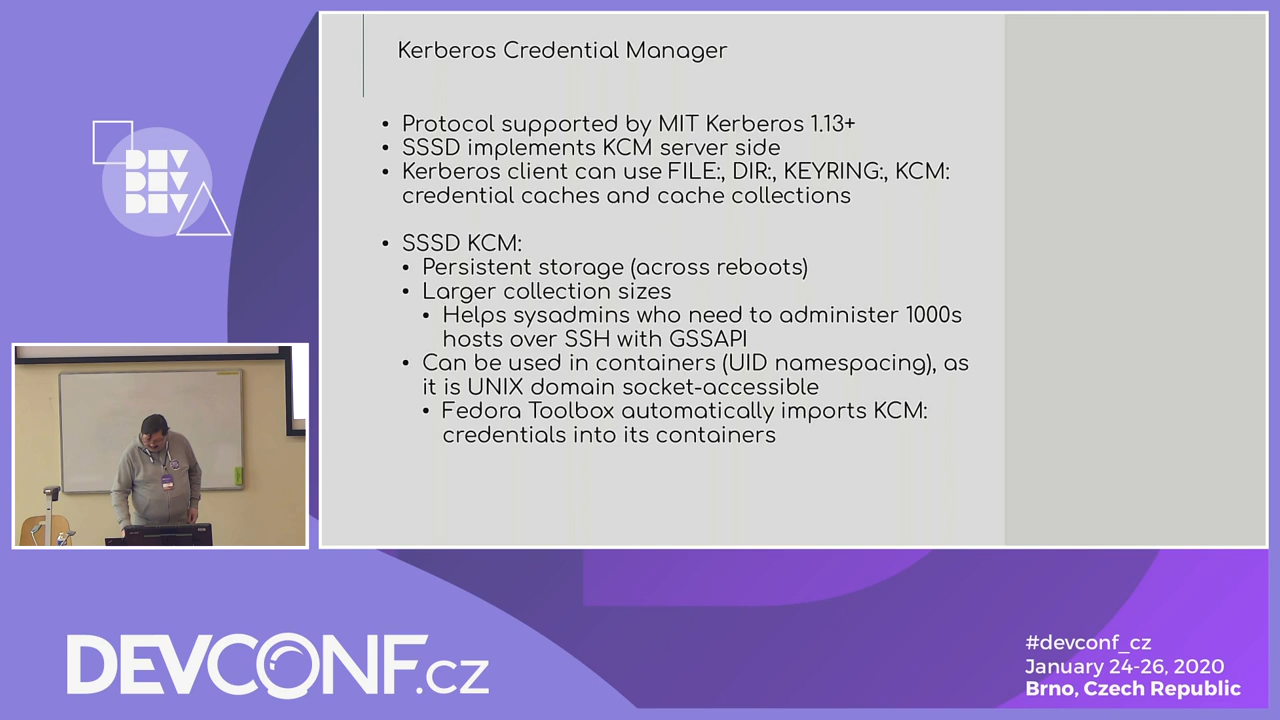 Kerberos Credential Manager
• Protocol supported by MIT Kerberos 1.13+
• SSSD implements KCM server side
• Kerberos client can use FILE:, DIR:, KEYRING:, KCM:
credential caches and cache collections
• SSSD KCM:
• Persistent storage (across reboots)
• Larger collection sizes
• Helps sysadmins who need to administer 1000s
hosts over SSH with GSSAPI
• Can be used in containers (UID namespacing), as
it is UNIX domain socket-accessible
• Fedora Toolbox automatically imports KCM:
credentials into its containers
DEV
DEV
DEV
DEVCONF.cz
#devconf_cz
January 24-26, 2020
Brno, Czech Republic